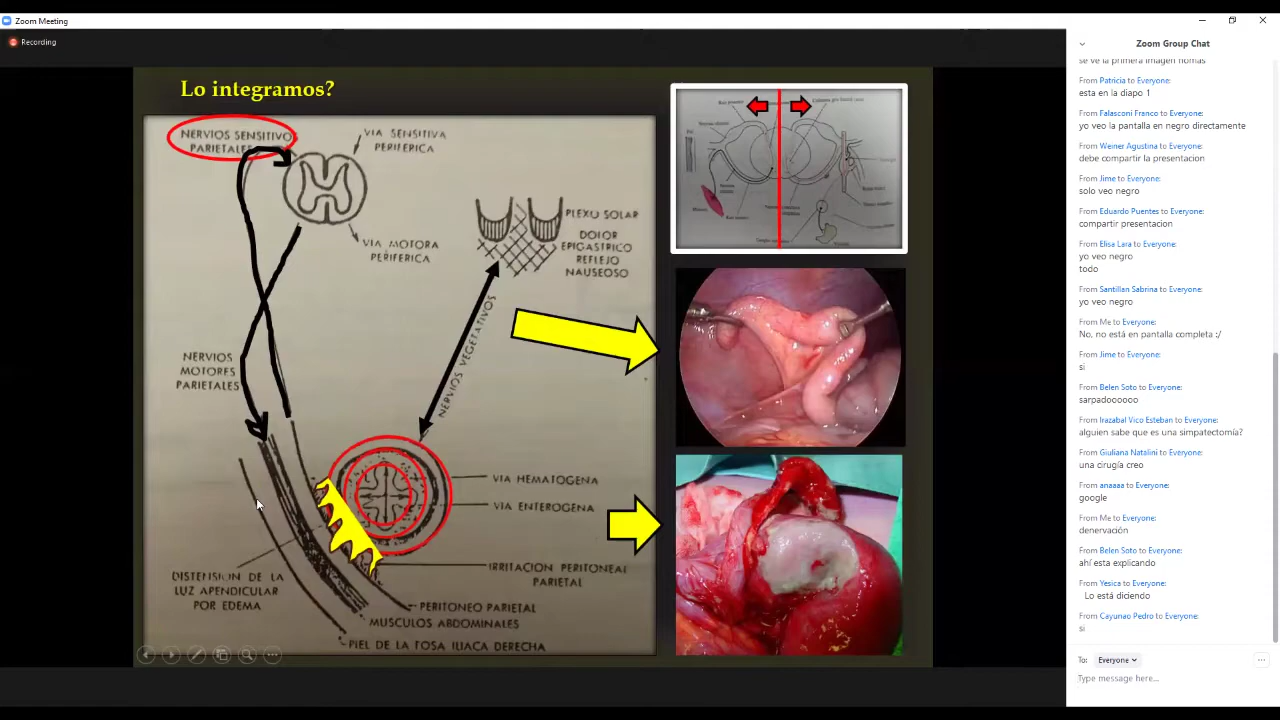 Zoom Meeting
Recording
Lo integramos?
NERVIOS SENSITIVO
PARIETALES
VIA SENSITIVA
PERIFERICA
VIA MOTORA
PERIFERICA
PLEXO SOLAR
DOLOR
EPIGASTRICO
REFLEJO
NAUSEOSO
NERVIOS VEGETATIVOS
NERVIOS
MOTORES
PARIETALES
VIA HEMATOGENA
VIA ENTEROGENA
IRRITACION PERITONEAL
PARIETAL
DISTENSION DE LA
LUZ APENDICULAR
POR EDEMA
PERITONEO PARIETAL
MUSCULOS ABDOMINALES
PIEL DE LA FOSA ILIACA DERECHA
Zoom Group Chat
se ve la primera imagen nomas
From Patricia to Everyone:
esta en la diapo 1
From Falasconi Franco to Everyone:
yo veo la pantalla en negro directamente
From Weiner Agustina to Everyone:
debe compartir la presentacion
From Jime to Everyone:
solo veo negro
From Eduardo Puentes to Everyone:
compartir presentacion
From Elisa Lara to Everyone:
yo veo negro
todo
From Santillan Sabrina to Everyone:
yo veo negro
From Me to Everyone:
No, no está en pantalla completa :/
From Jime to Everyone:
si
From Belen Soto to Everyone:
sarpadoooooo
From Irazabal Vico Esteban to Everyone:
alguien sabe que es una simpatectomía?
From Giuliana Natalini to Everyone:
una cirugía creo
From anaaaa to Everyone:
google
From Me to Everyone:
denervación
From Belen Soto to Everyone:
ahí esta explicando
From Yesica to Everyone:
Lo está diciendo
From Cayunao Pedro to Everyone:
si
To: Everyone
Type message here...